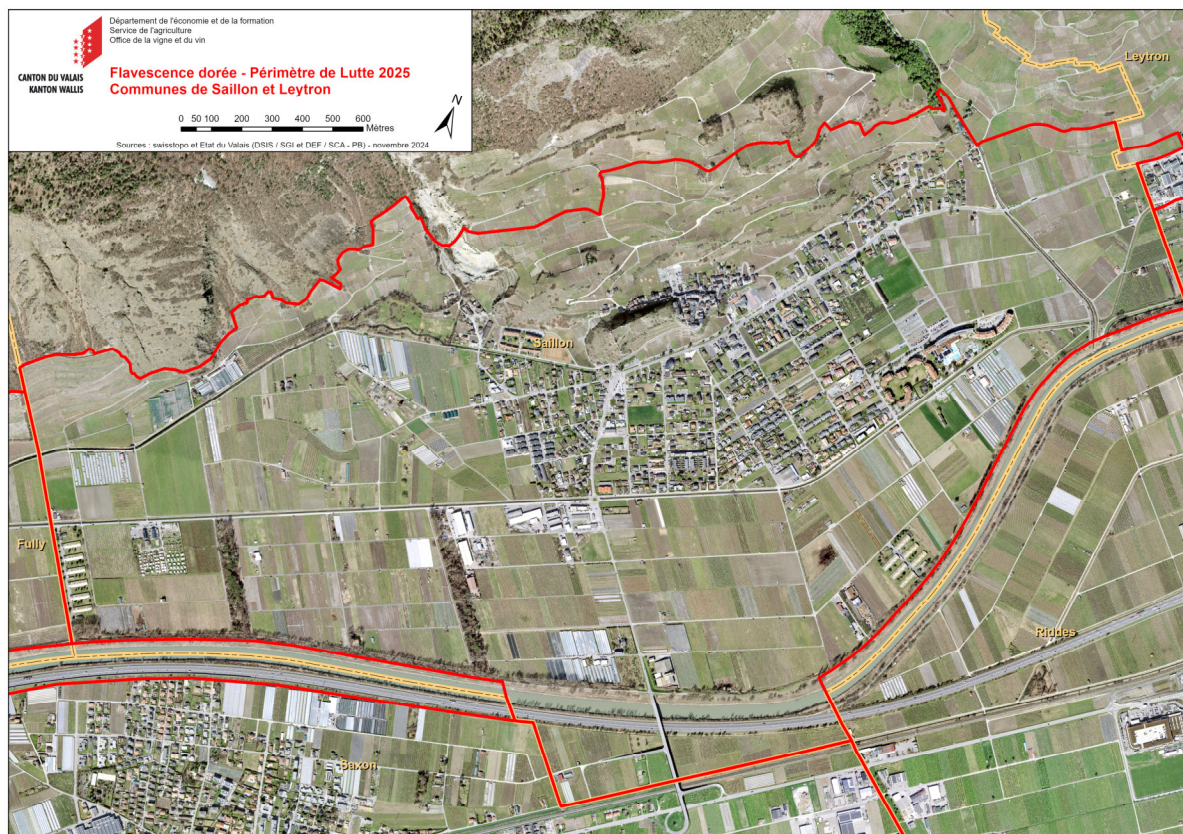 Département de l'économie et de la formation
Service de l'agriculture
Office de la vigne et du vin
CANTON DU VALAIS
KANTON WALLIS
Flavescence dorée - Périmètre de Lutte 2025
Communes de Saillon et Leytron
0 50 100 200 300 400 500 600
Mètres
N
Sources : swisstopo et Etat du Valais (DSIS / SGI et DEF / SCA - PB) - novembre 2024
Leytron
Saillon
Fully
Riddes
Saxon